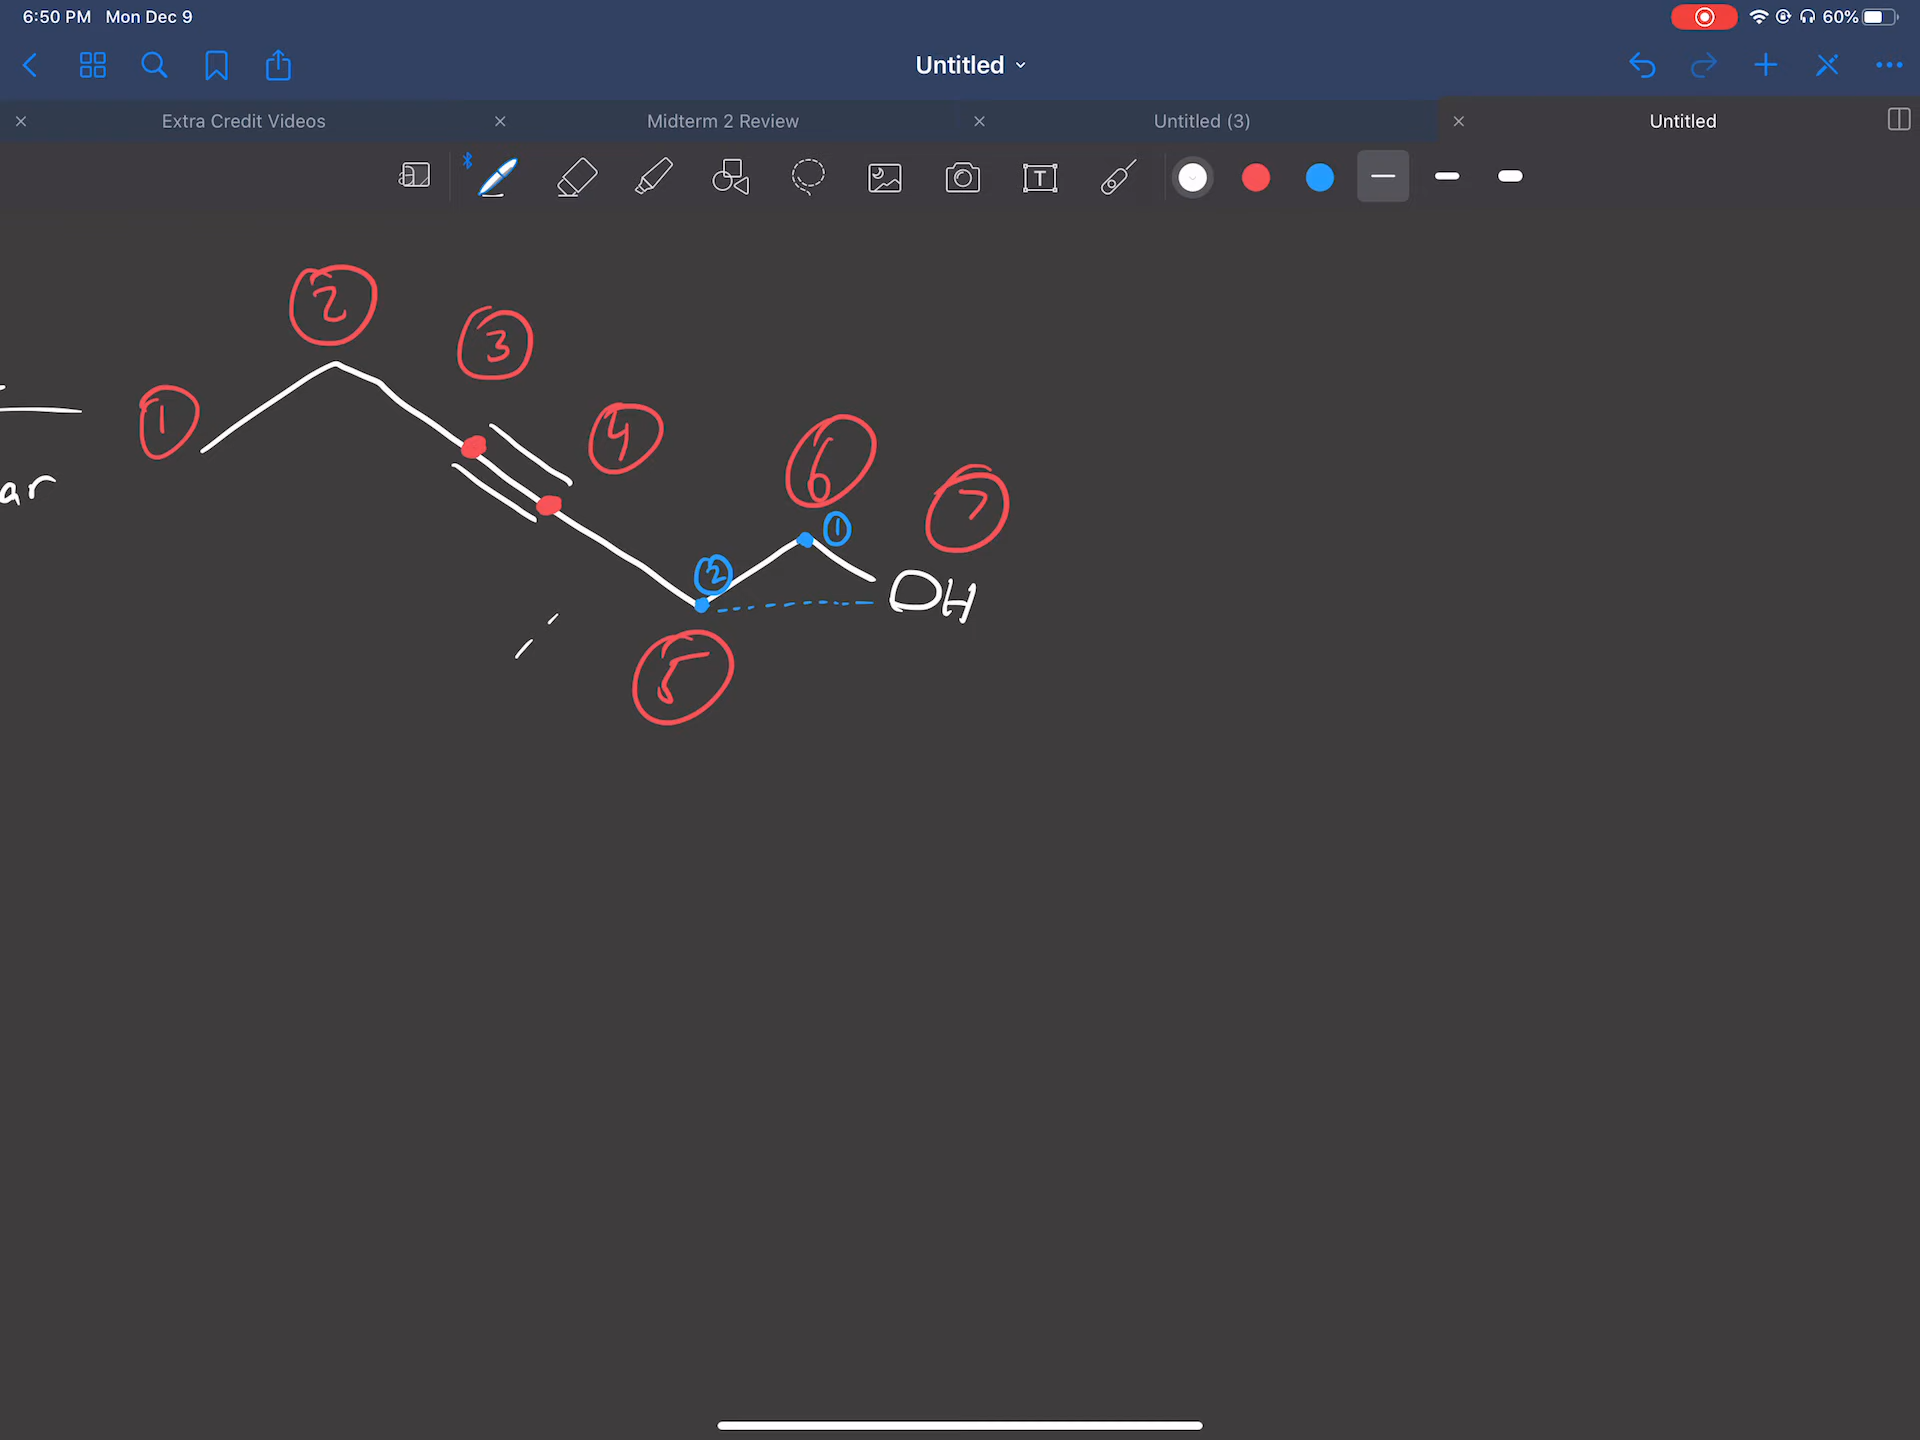 6:50 PM Mon Dec 9
60%
Untitled
Extra Credit Videos
Midterm 2 Review
Untitled (3)
Untitled
T
2
3
1
4
6
7
1
2
OH
5
ar